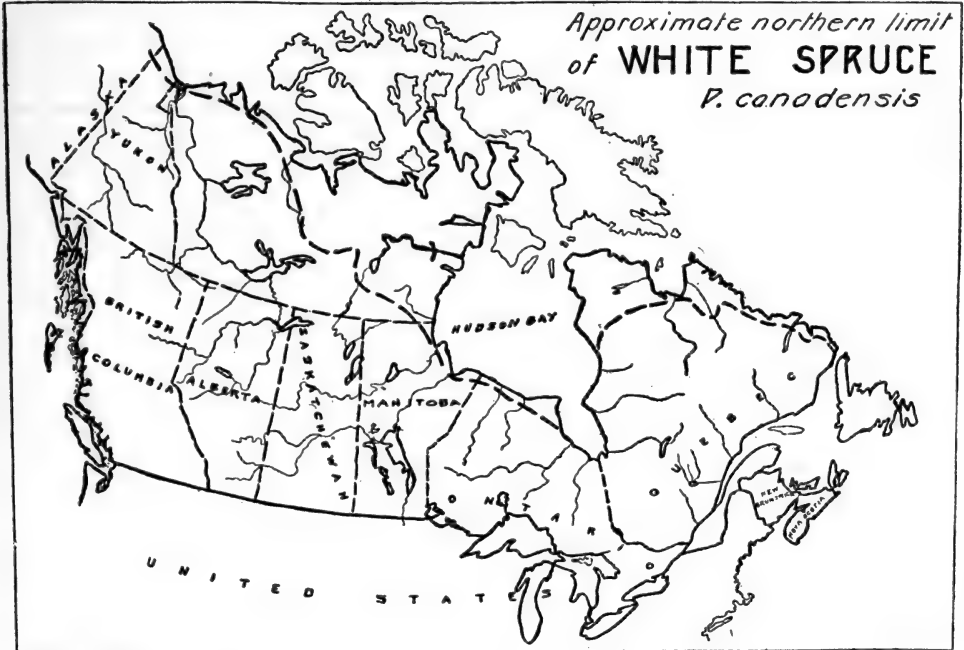 Approximate northern limit
of WHITE SPRUCE
P. canadensis
ALASKA
YUKON
BRITISH
COLUMBIA
ALBERTA
SASKATCHEWAN
MANITOBA
HUDSON BAY
ONTARIO
QUEBEC
NEW
BRUNSWICK
NOVA SCOTIA
UNITED STATES